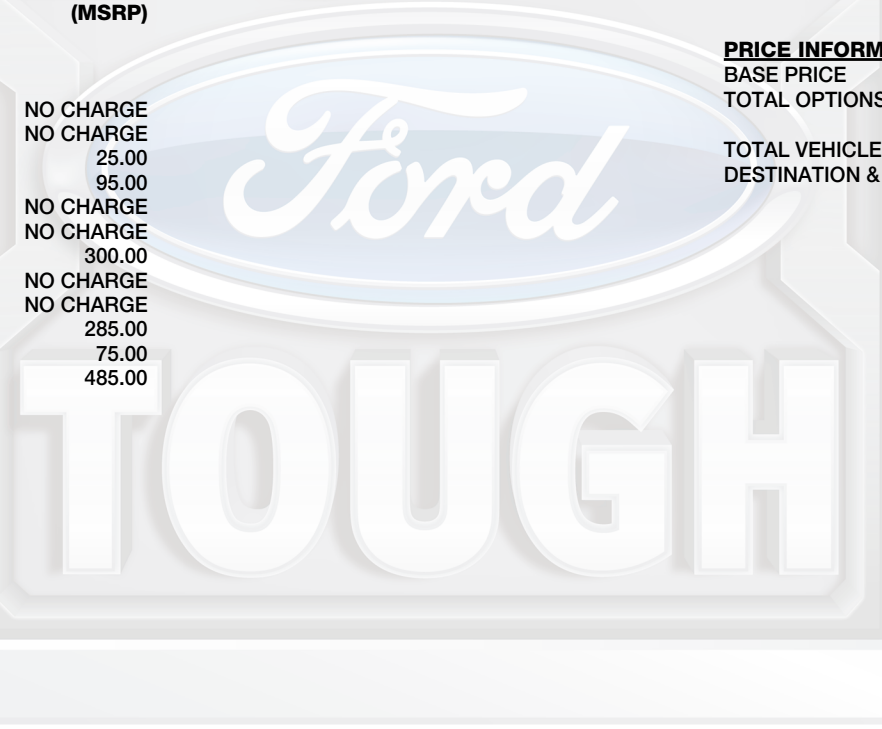 (MSRP)
NO CHARGE
NO CHARGE
25.00
95.00
NO CHARGE
NO CHARGE
300.00
NO CHARGE
NO CHARGE
285.00
75.00
485.00
PRICE INFORM
BASE PRICE
TOTAL OPTIONS
TOTAL VEHICLE
DESTINATION &
Ford
TOUGH